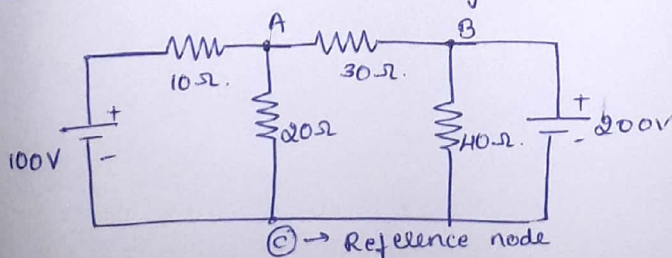 A
B
10Ω.
30Ω.
+
100V
-
20Ω
40Ω.
+
200V
-
C → Reference node